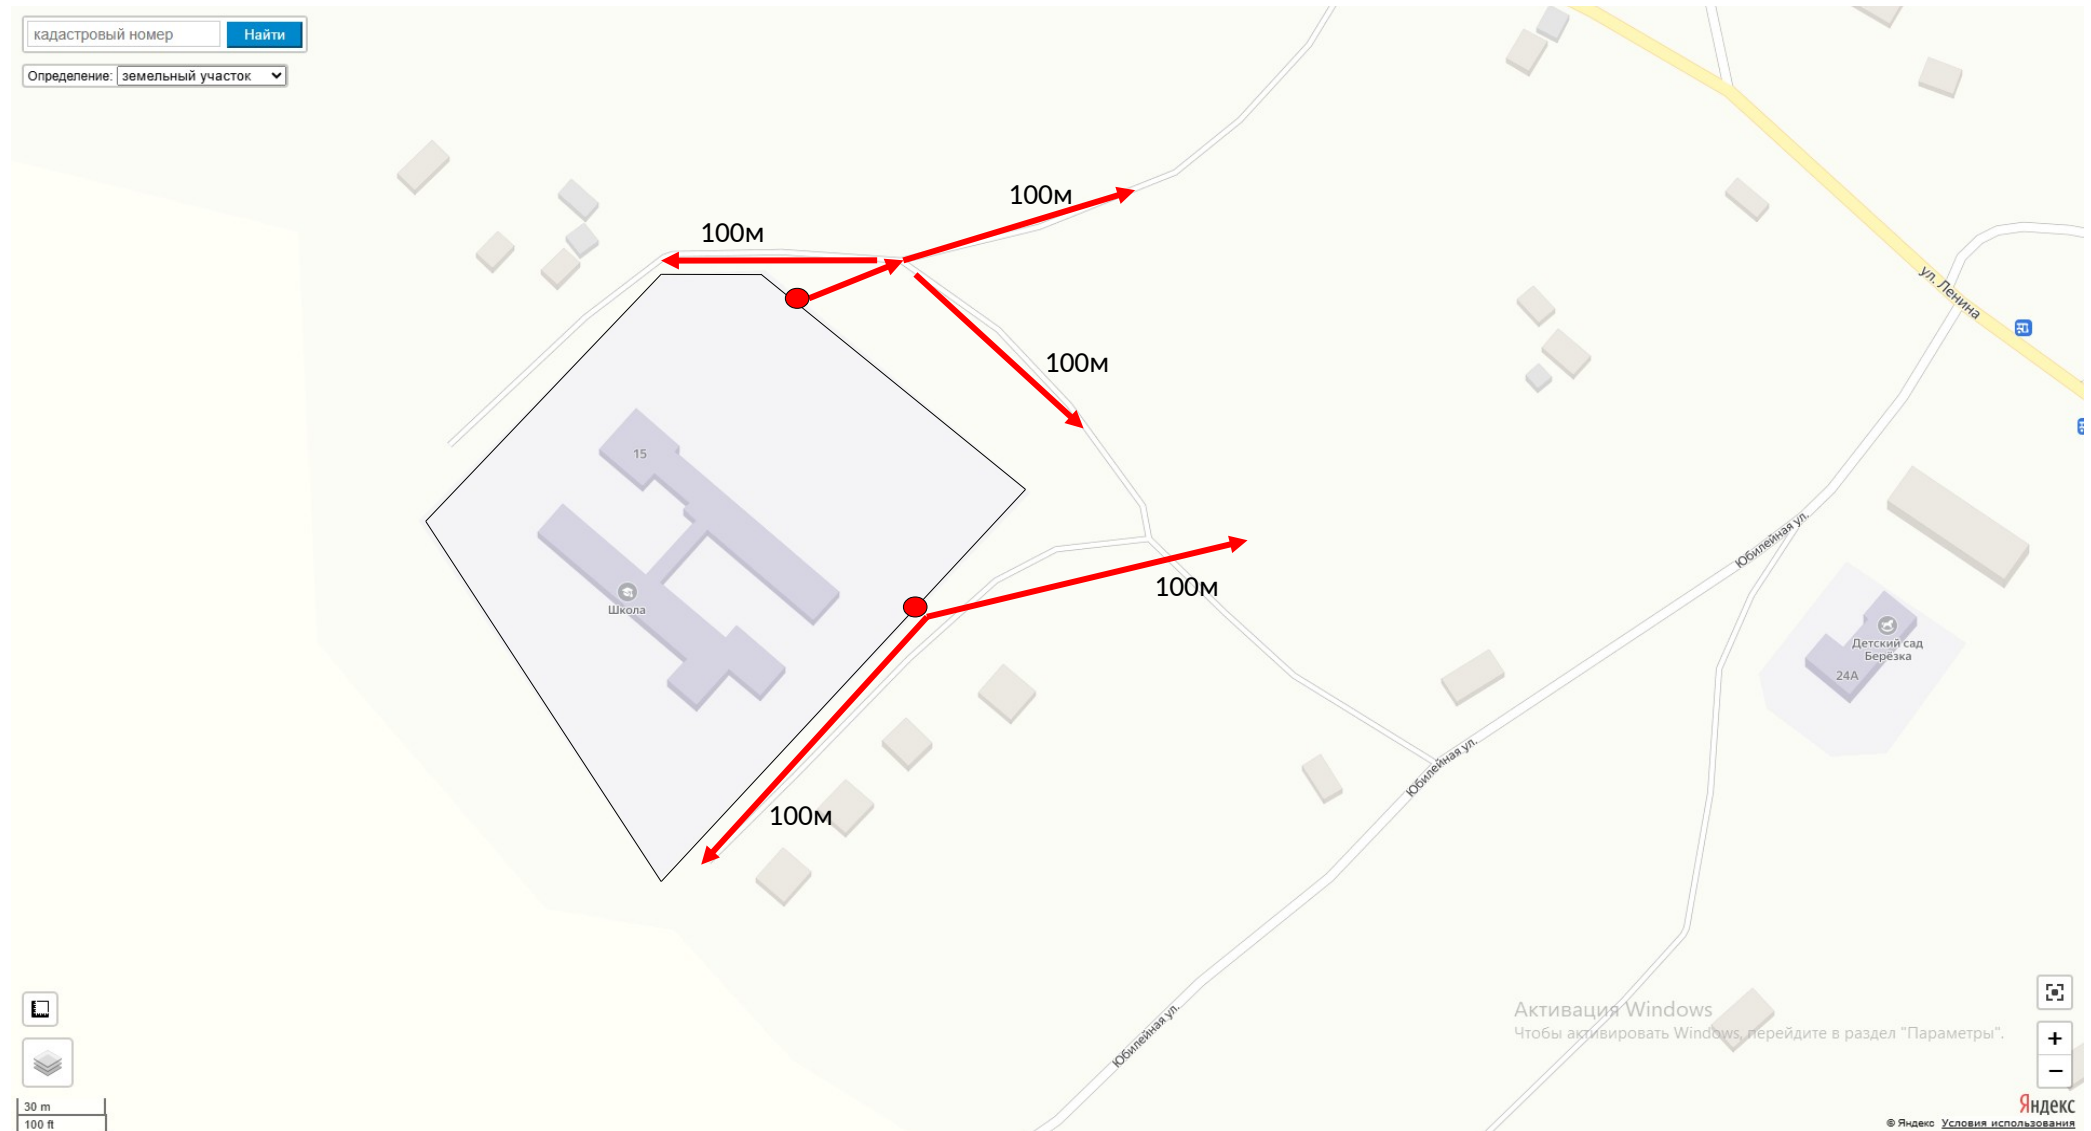 кадастровый номер
Найти
Определение: земельный участок
100м
100м
ул. Ленина
100м
15
Юбилейная ул.
100м
Школа
Детский сад
Берёзка
24А
Юбилейная ул.
100м
Активация Windows
Чтобы активировать Windows, перейдите в раздел "Параметры".
Юбилейная ул.
+
−
30 m
100 ft
Яндекс
© Яндекс Условия использования